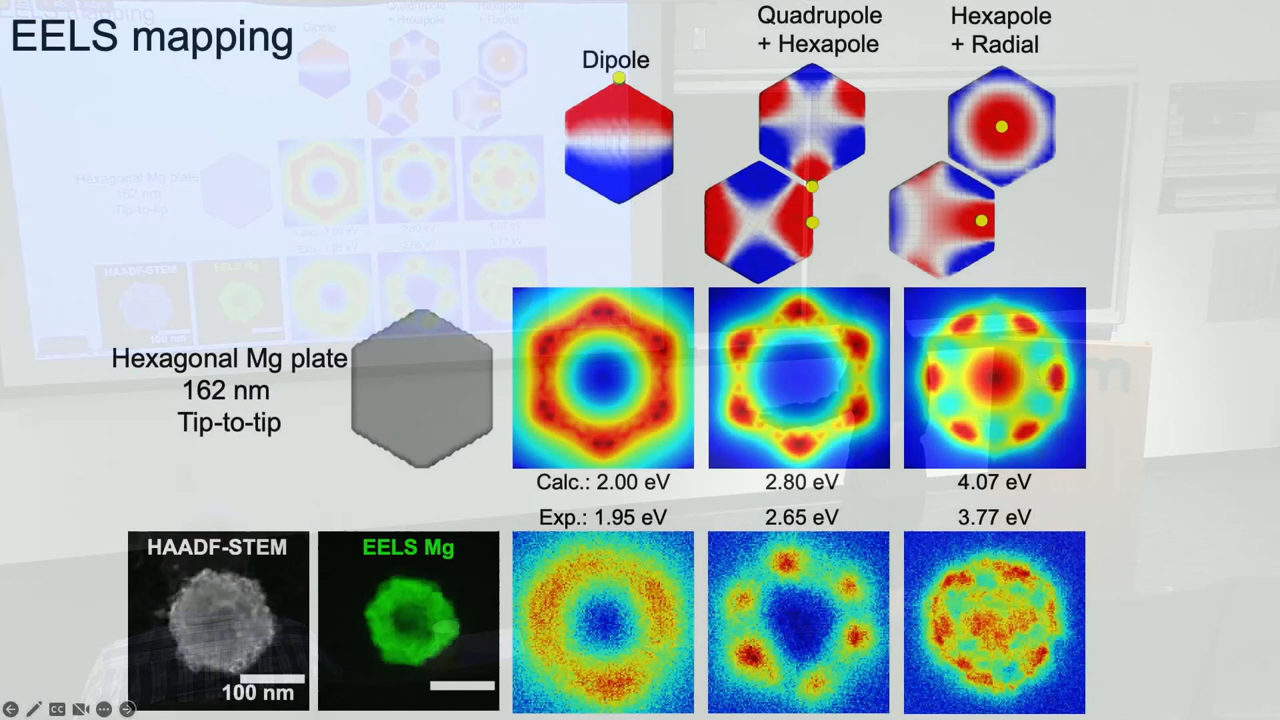 EELS mapping
Dipole
Quadrupole
+ Hexapole
Hexapole
+ Radial
Hexagonal Mg plate
162 nm
Tip-to-tip
Calc.: 2.00 eV
2.80 eV
4.07 eV
Exp.: 1.95 eV
2.65 eV
3.77 eV
HAADF-STEM
EELS Mg
100 nm
CC